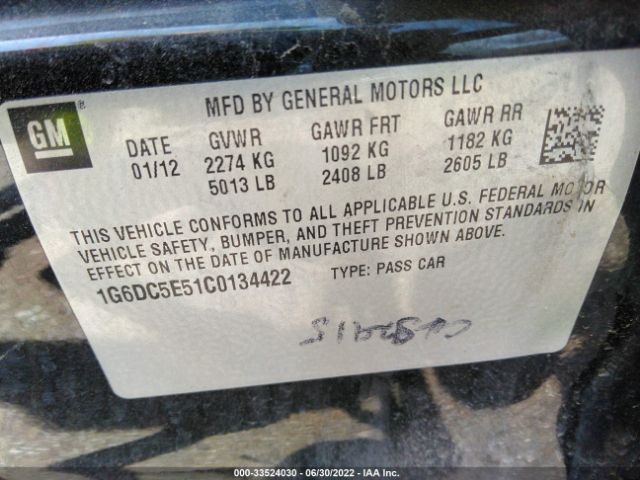 MFD BY GENERAL MOTORS LLC
GM ®
DATE GVWR GAWR FRT GAWR RR
01/12 2274 KG 1092 KG 1182 KG
5013 LB 2408 LB 2605 LB
THIS VEHICLE CONFORMS TO ALL APPLICABLE U.S. FEDERAL MOTOR
VEHICLE SAFETY, BUMPER, AND THEFT PREVENTION STANDARDS IN
EFFECT ON THE DATE OF MANUFACTURE SHOWN ABOVE.
1G6DC5E51C0134422 TYPE: PASS CAR
000-33524030 - 06/30/2022 - IAA Inc.